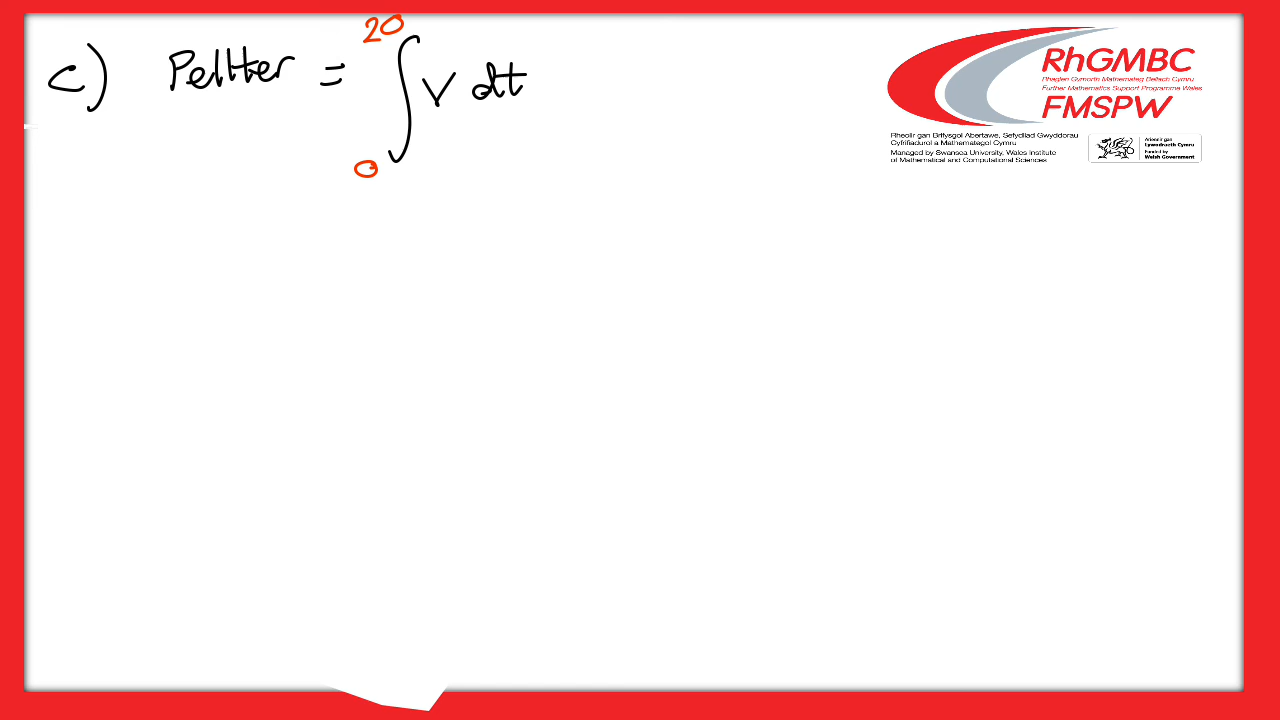 c) Pellter = ∫₀²⁰ v dt
RhGMBC
Rhaglen Gymorth Mathemateg Bellach Cymru
Further Mathematics Support Programme Wales
FMSPW
Rheolir gan Brifysgol Abertawe, Sefydliad Gwyddorau
Cyfrifiadurol a Mathemategol Cymru
Managed by Swansea University, Wales Institute
of Mathematical and Computational Sciences
Ariennir gan
Lywodraeth Cymru
Funded by
Welsh Government